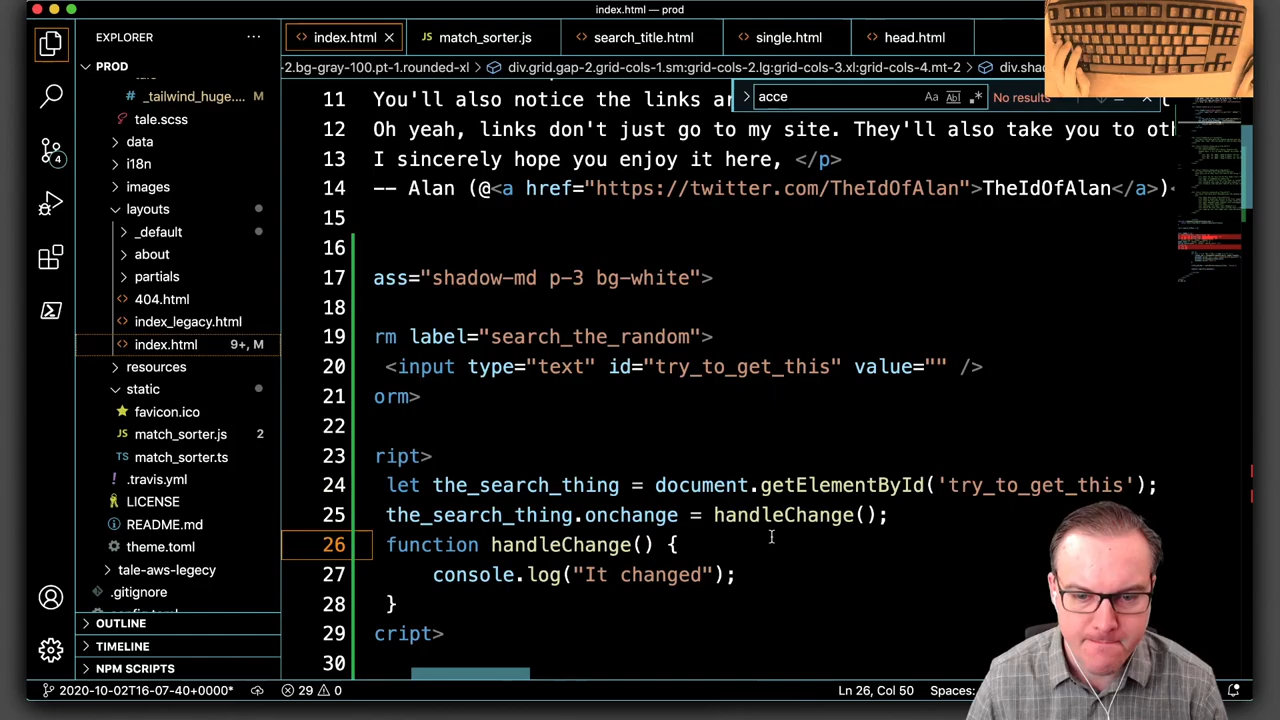 index.html — prod
EXPLORER ···
index.html
match_sorter.js
search_title.html
single.html
head.html
-2.bg-gray-100.pt-1.rounded-xl > div.grid.gap-2.grid-cols-1.sm:grid-cols-2.lg:grid-cols-3.xl:grid-cols-4.mt-2 > div.sha
acce
No results
PROD
_tailwind_huge.... M
tale.scss
data
i18n
images
layouts
_default
about
partials
404.html
index_legacy.html
index.html 9+, M
resources
static
favicon.ico
match_sorter.js 2
match_sorter.ts
.travis.yml
LICENSE
README.md
theme.toml
tale-aws-legacy
.gitignore
OUTLINE
TIMELINE
NPM SCRIPTS
4
11 You'll also notice the links ar
12 Oh yeah, links don't just go to my site. They'll also take you to oth
13 I sincerely hope you enjoy it here, </p>
14 -- Alan (@<a href="https://twitter.com/TheIdOfAlan">TheIdOfAlan</a>)
15
16
17 ass="shadow-md p-3 bg-white">
18
19 rm label="search_the_random">
20 <input type="text" id="try_to_get_this" value="" />
21 orm>
22
23 ript>
24 let the_search_thing = document.getElementById('try_to_get_this');
25 the_search_thing.onchange = handleChange();
26 function handleChange() {
27 console.log("It changed");
28 }
29 cript>
30
2020-10-02T16-07-40+0000* 29 0
Ln 26, Col 50 Spaces: